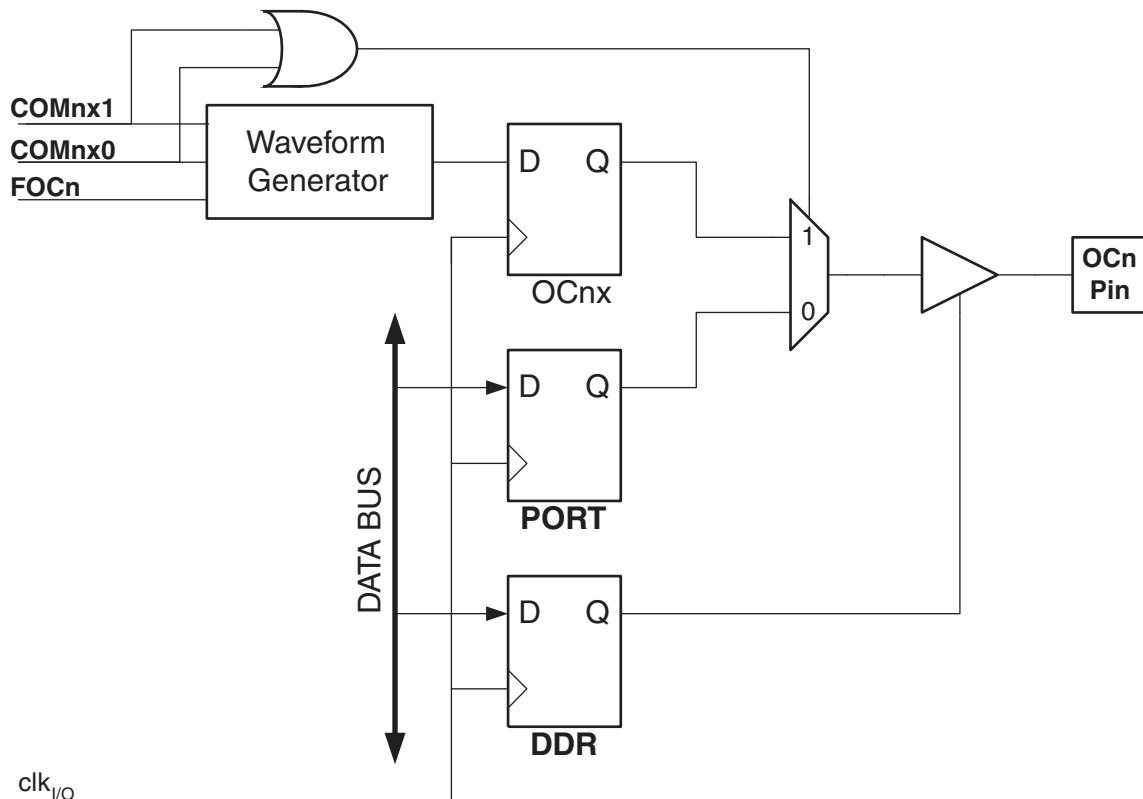 COMnx1
COMnx0
FOCn
Waveform
Generator
D Q
OCnx
1
0
OCn
Pin
D Q
PORT
DATA BUS
D Q
DDR
clkI/O